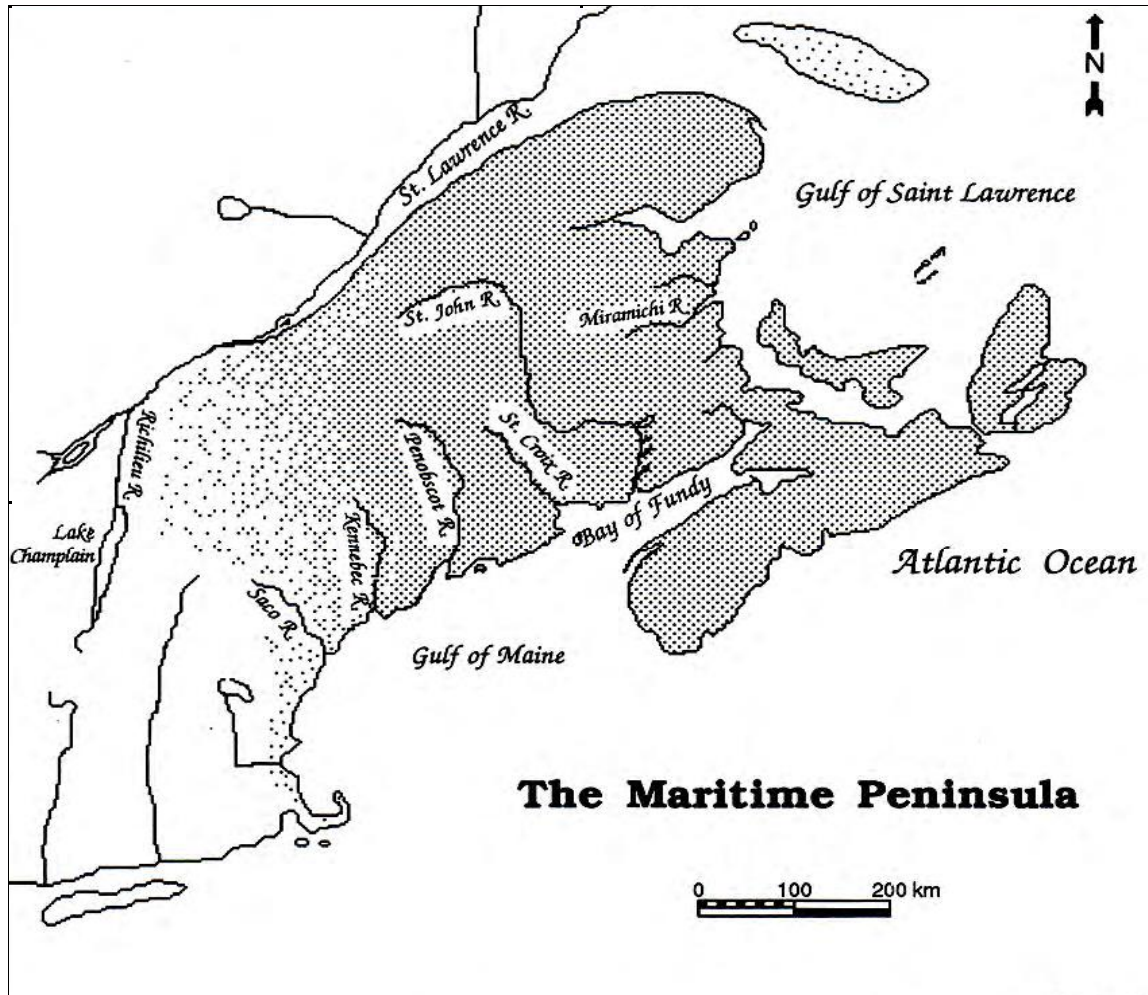 N
St. Lawrence R.
Gulf of Saint Lawrence
St. John R.
Miramichi R.
Richilieu R.
Penobscot R.
St. Croix R.
Kennebec R.
Bay of Fundy
Lake
Champlain
Atlantic Ocean
Saco R.
Gulf of Maine
The Maritime Peninsula
0 100 200 km